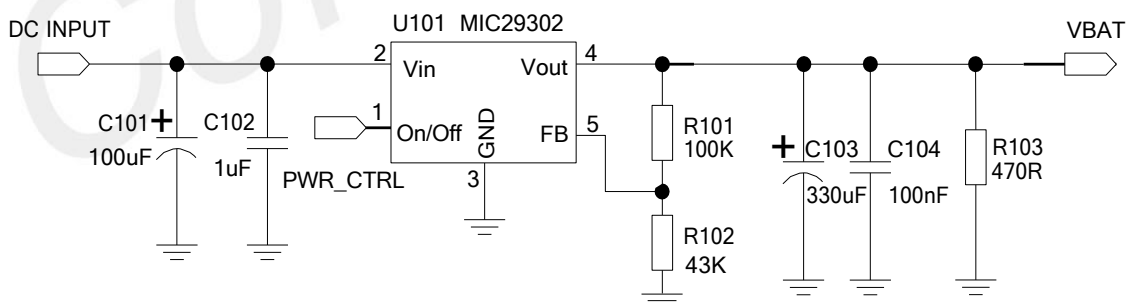 DC INPUT
U101 MIC29302
VBAT
2
Vin
Vout
4
1
On/Off
GND
FB
5
3
PWR_CTRL
C101
100uF
C102
1uF
R101
100K
R102
43K
C103
330uF
C104
100nF
R103
470R
+
+